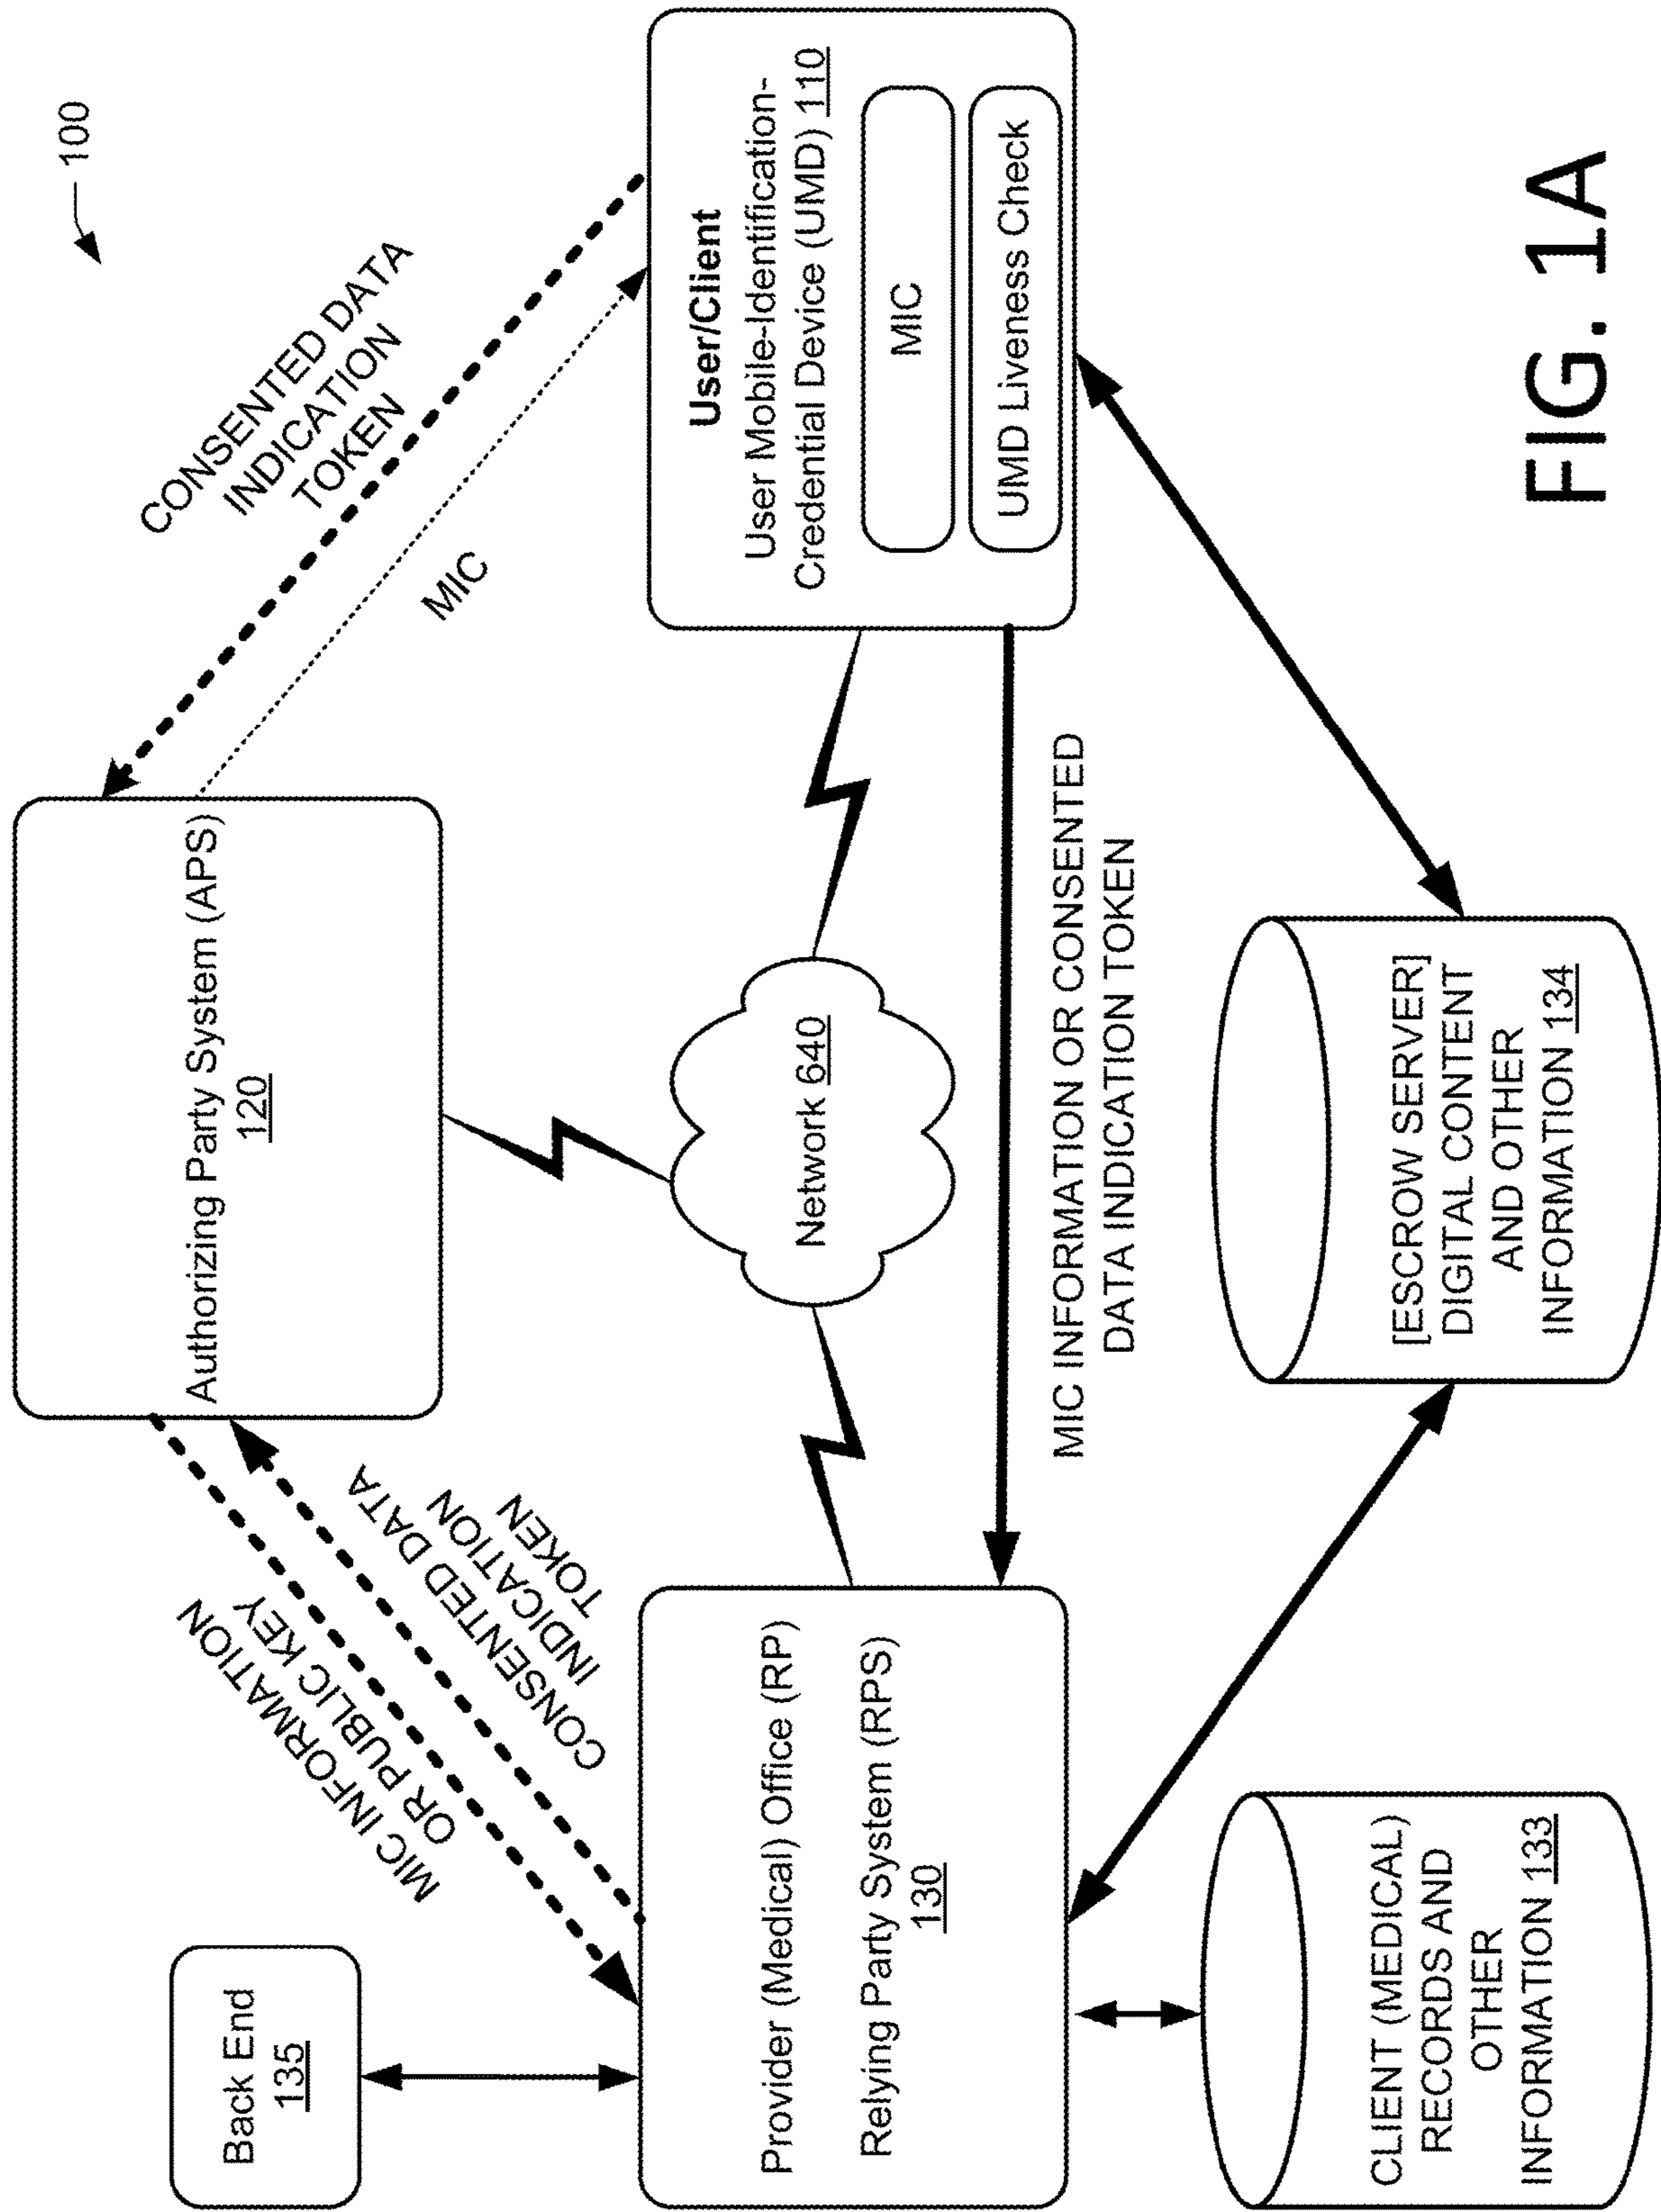 100
Authorizing Party System (APS)
120
CONSENTED DATA
INDICATION
TOKEN
MIC
MIC INFORMATION
OR PUBLIC KEY
CONSENTED DATA
INDICATION
TOKEN
Back End
135
Provider (Medical) Office (RP)
Relying Party System (RPS)
130
Network 640
User/Client
User Mobile-Identification-
Credential Device (UMD) 110
MIC
UMD Liveness Check
MIC INFORMATION OR CONSENTED
DATA INDICATION TOKEN
CLIENT (MEDICAL)
RECORDS AND
OTHER
INFORMATION 133
[ESCROW SERVER]
DIGITAL CONTENT
AND OTHER
INFORMATION 134
FIG. 1A